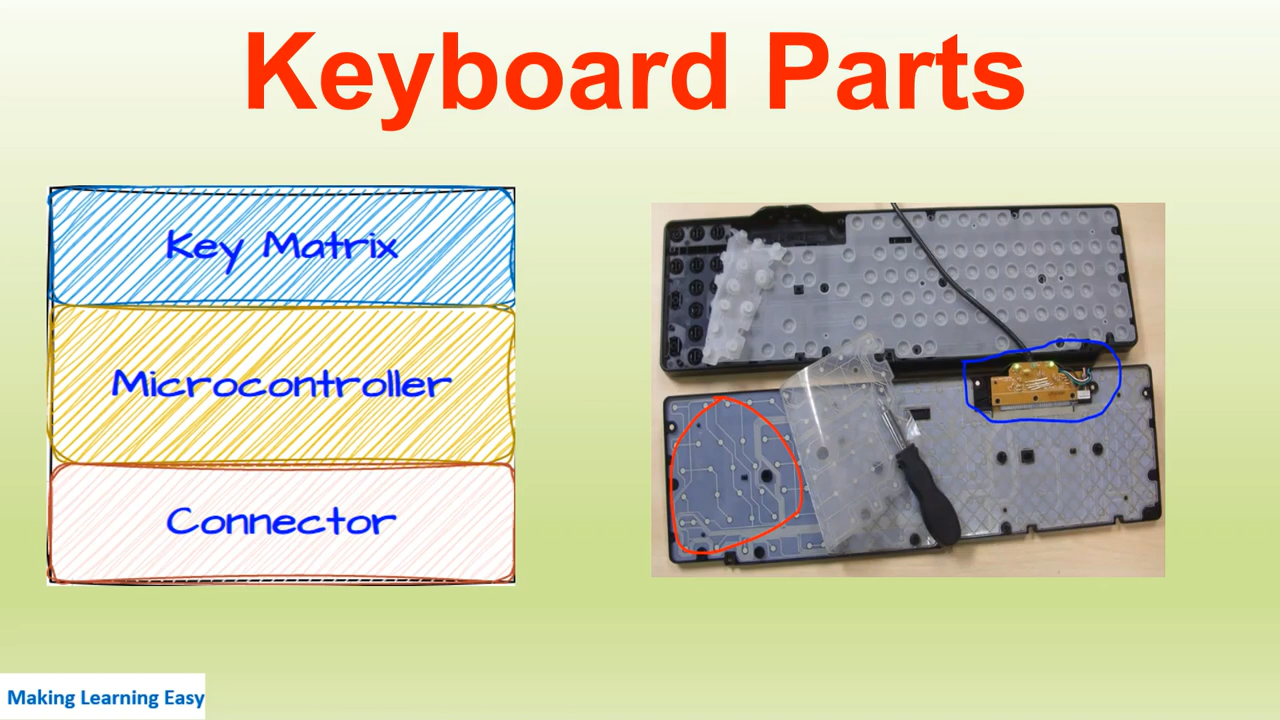 Keyboard Parts
Key Matrix
Microcontroller
Connector
Making Learning Easy